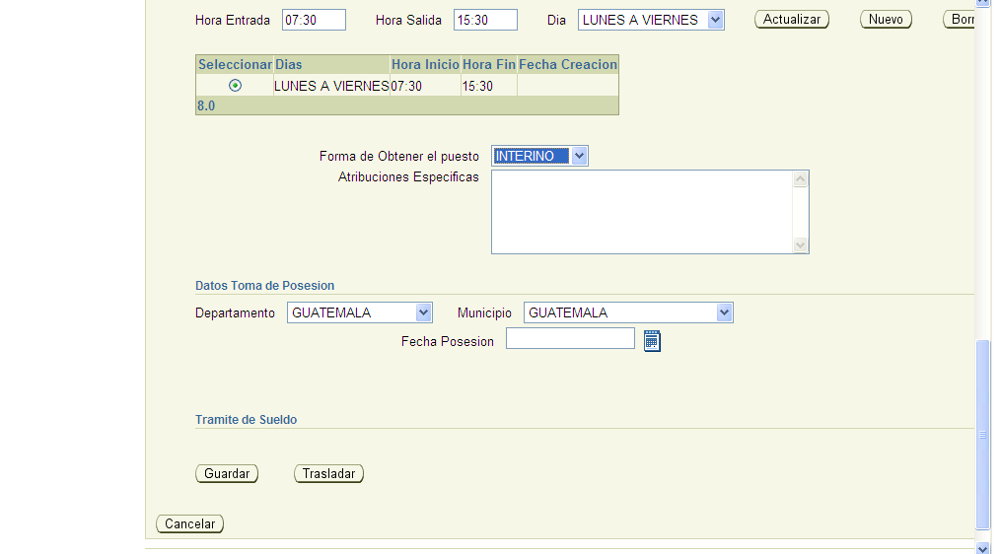 Hora Entrada 07:30 Hora Salida 15:30 Dia LUNES A VIERNES Actualizar Nuevo
Seleccionar Dias Hora Inicio Hora Fin Fecha Creacion
LUNES A VIERNES 07:30 15:30
8.0
Forma de Obtener el puesto INTERINO
Atribuciones Especificas
Datos Toma de Posesion
Departamento GUATEMALA Municipio GUATEMALA
Fecha Posesion
Tramite de Sueldo
Guardar Trasladar
Cancelar